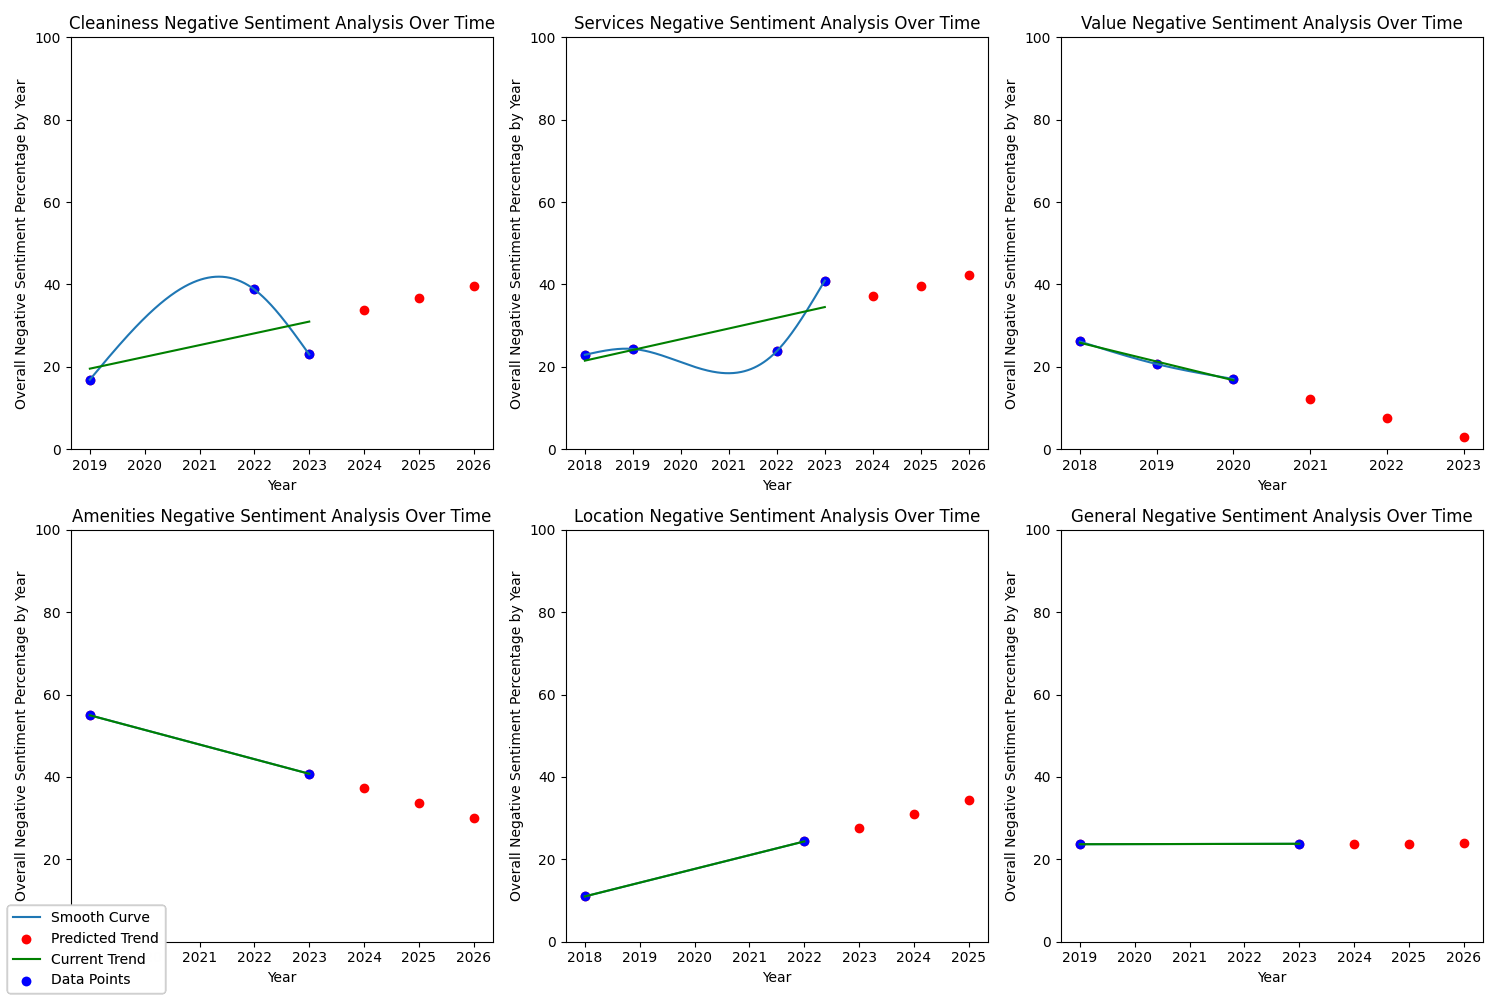 Cleaniness Negative Sentiment Analysis Over Time
Overall Negative Sentiment Percentage by Year
100
80
60
40
20
0
2019 2020 2021 2022 2023 2024 2025 2026
Year
Services Negative Sentiment Analysis Over Time
Overall Negative Sentiment Percentage by Year
100
80
60
40
20
0
2018 2019 2020 2021 2022 2023 2024 2025 2026
Year
Value Negative Sentiment Analysis Over Time
Overall Negative Sentiment Percentage by Year
100
80
60
40
20
0
2018 2019 2020 2021 2022 2023
Year
Amenities Negative Sentiment Analysis Over Time
Overall Negative Sentiment Percentage by Year
100
80
60
40
20
2021 2022 2023 2024 2025 2026
Year
Smooth Curve
Predicted Trend
Current Trend
Data Points
Location Negative Sentiment Analysis Over Time
Overall Negative Sentiment Percentage by Year
100
80
60
40
20
0
2018 2019 2020 2021 2022 2023 2024 2025
Year
General Negative Sentiment Analysis Over Time
Overall Negative Sentiment Percentage by Year
100
80
60
40
20
0
2019 2020 2021 2022 2023 2024 2025 2026
Year